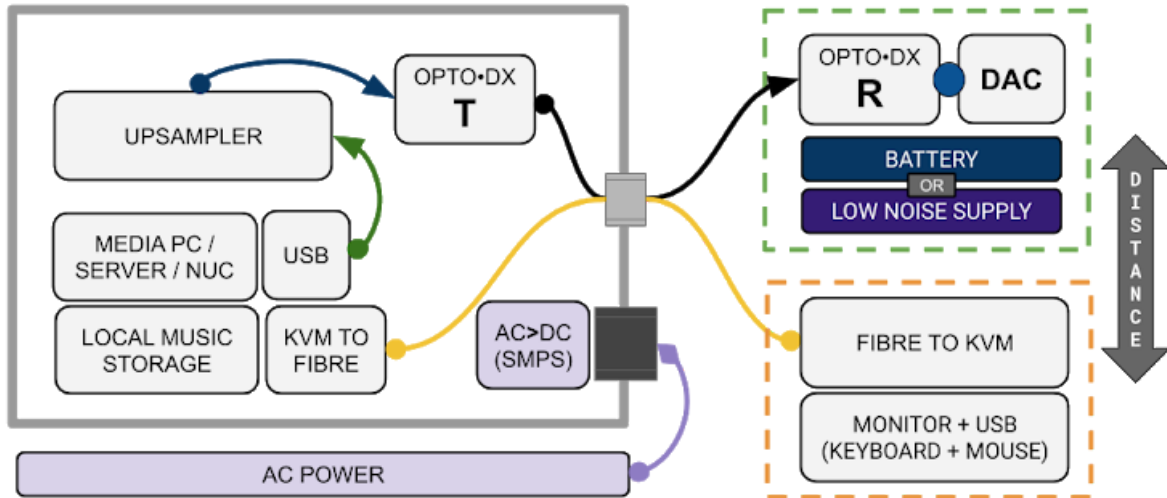 OPTO•DX
T
UPSAMPLER
MEDIA PC /
SERVER / NUC
USB
LOCAL MUSIC
STORAGE
KVM TO
FIBRE
AC>DC
(SMPS)
AC POWER
OPTO•DX
R
DAC
BATTERY
OR
LOW NOISE SUPPLY
FIBRE TO KVM
MONITOR + USB
(KEYBOARD + MOUSE)
DISTANCE